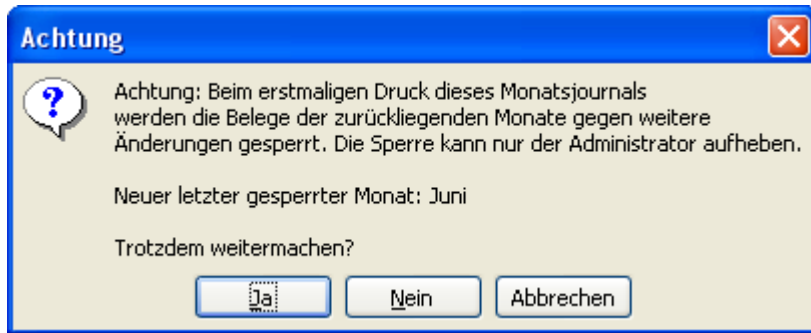 Achtung
Achtung: Beim erstmaligen Druck dieses Monatsjournals
werden die Belege der zurückliegenden Monate gegen weitere
Änderungen gesperrt. Die Sperre kann nur der Administrator aufheben.
Neuer letzter gesperrter Monat: Juni
Trotzdem weitermachen?
Ja Nein Abbrechen